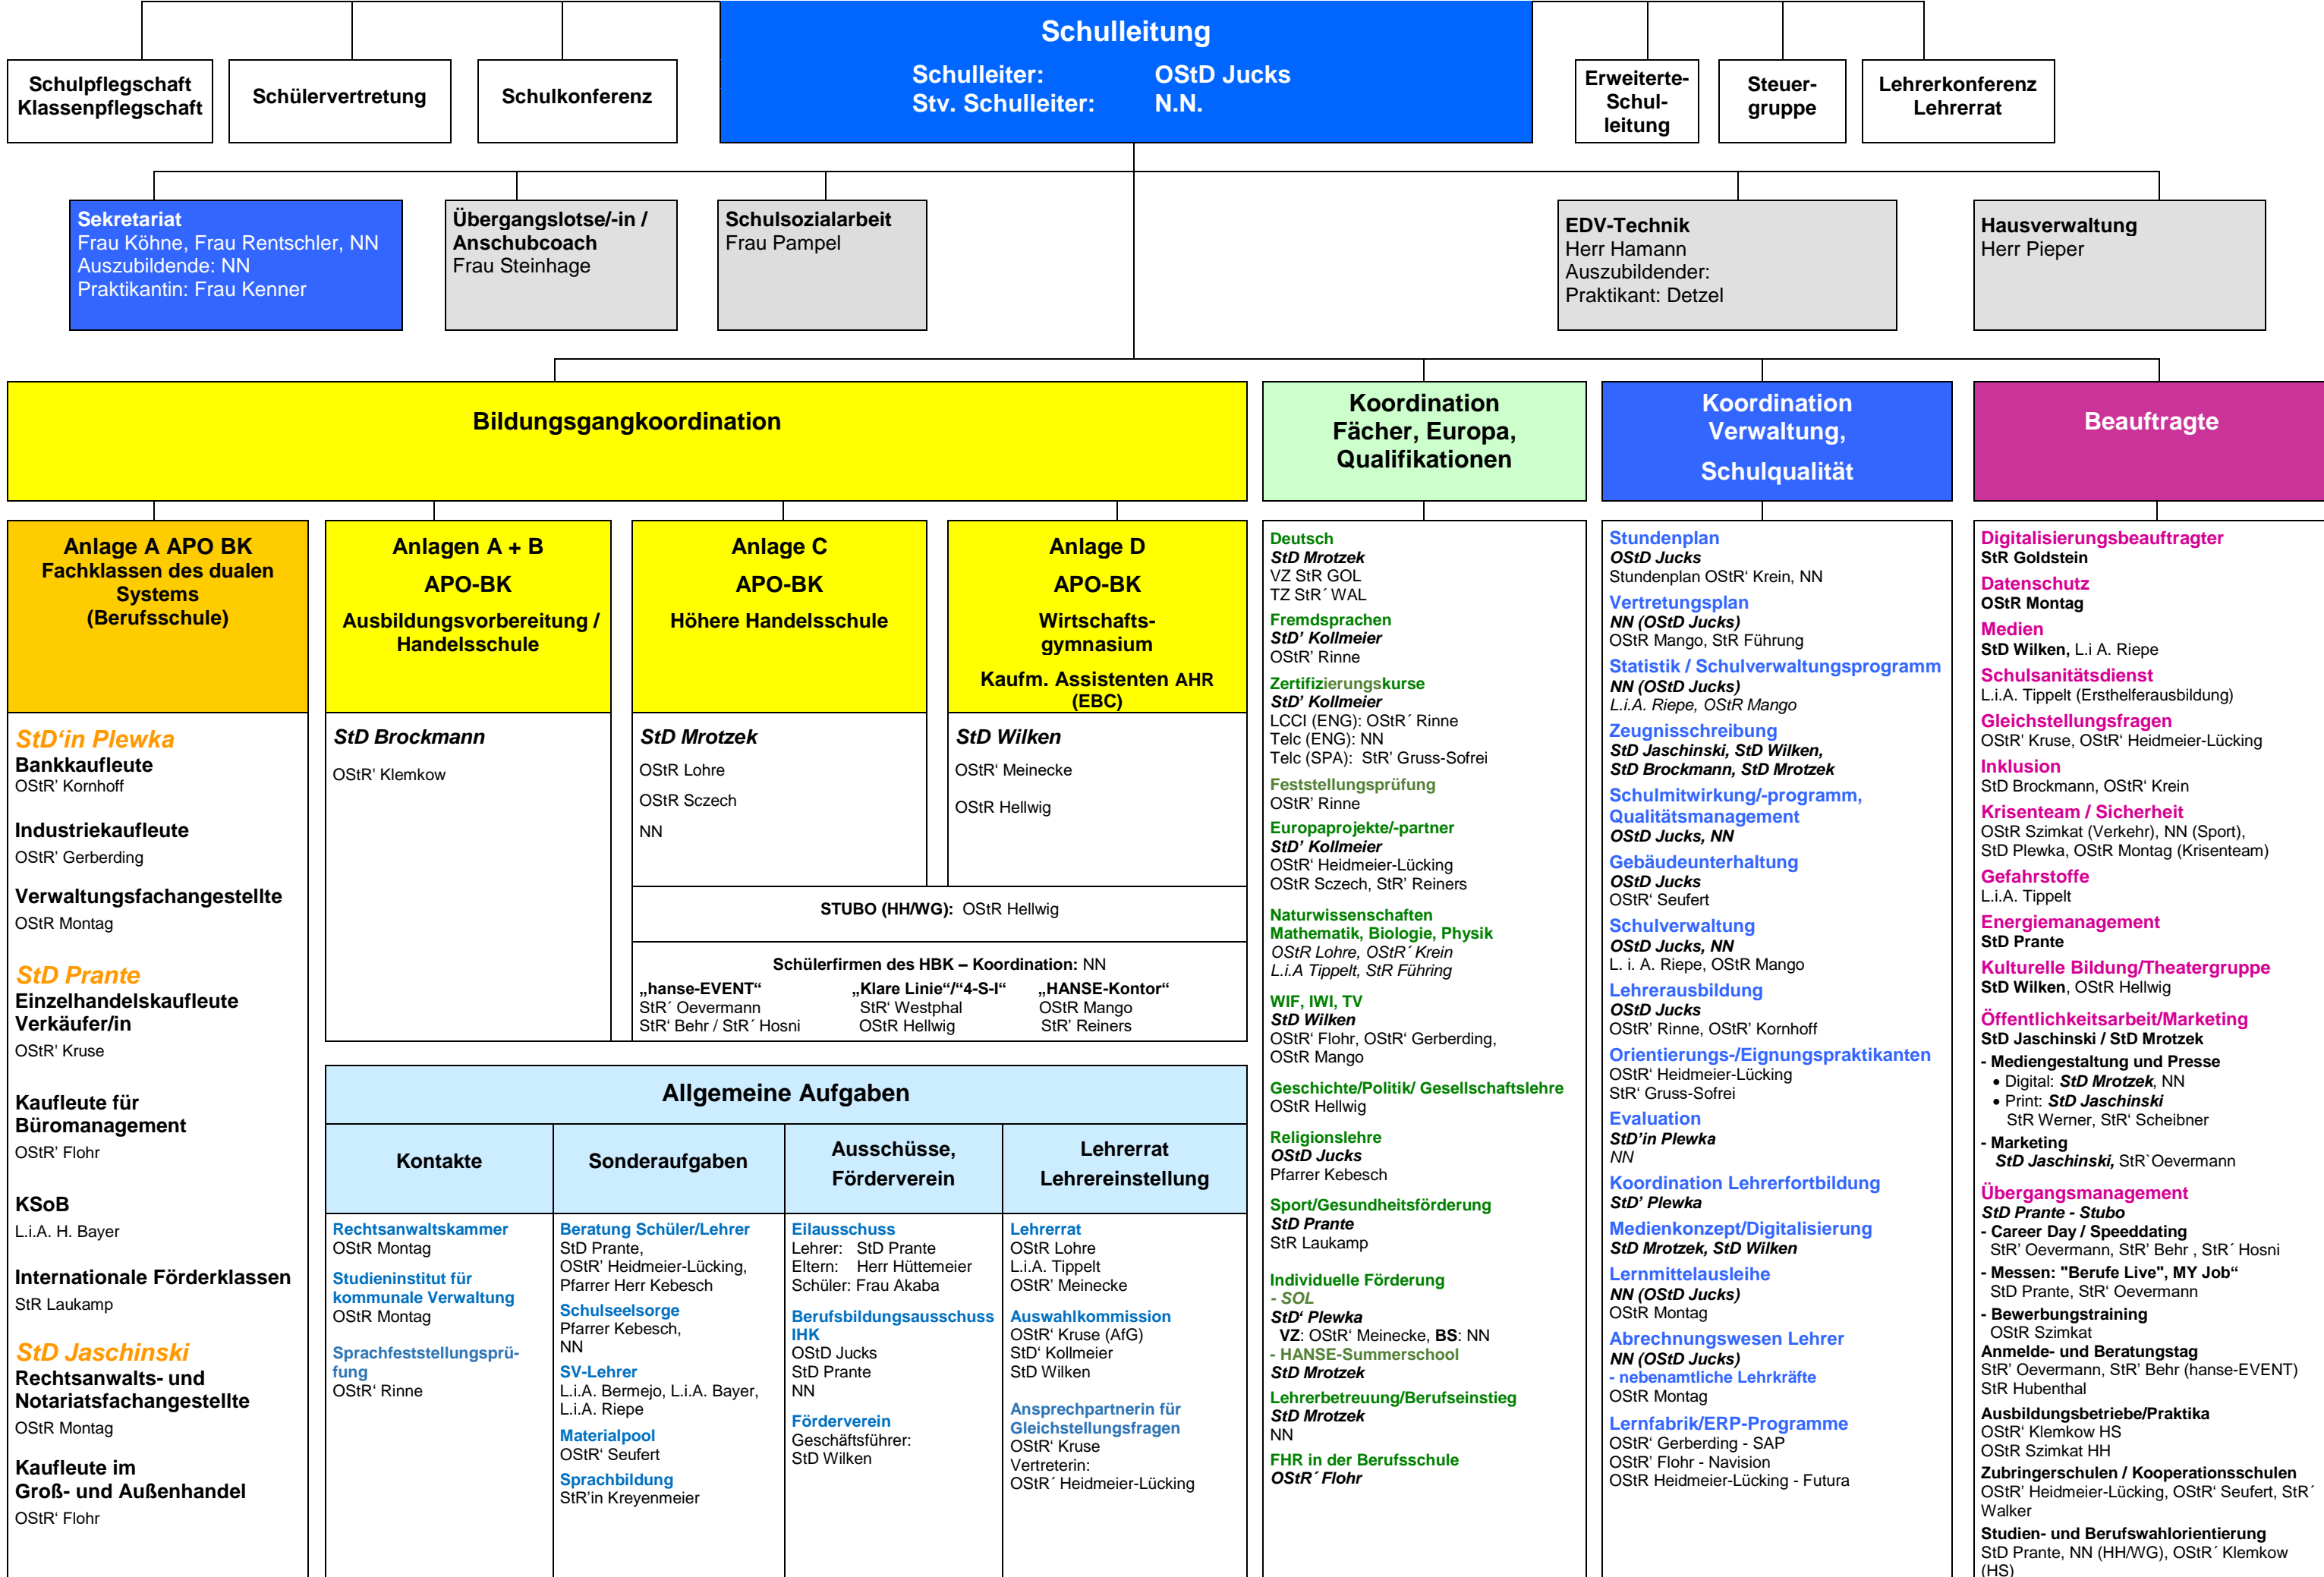 Schulleitung
Schulleiter: OStD Jucks
Stv. Schulleiter: N.N.
Schulpflegschaft
Klassenpflegschaft
Schülervertretung
Schulkonferenz
Erweiterte-
Schul-
leitung
Steuer-
gruppe
Lehrerkonferenz
Lehrerrat
Sekretariat
Frau Köhne, Frau Rentschler, NN
Auszubildende: NN
Praktikantin: Frau Kenner
Übergangslotse/-in /
Anschubcoach
Frau Steinhage
Schulsozialarbeit
Frau Pampel
EDV-Technik
Herr Hamann
Auszubildender:
Praktikant: Detzel
Hausverwaltung
Herr Pieper
Bildungsgangkoordination
Koordination
Fächer, Europa,
Qualifikationen
Koordination
Verwaltung,
Schulqualität
Beauftragte
Anlage A APO BK
Fachklassen des dualen
Systems
(Berufsschule)
StD‘in Plewka
Bankkaufleute
OStR’ Kornhoff
Industriekaufleute
OStR’ Gerberding
Verwaltungsfachangestellte
OStR Montag
StD Prante
Einzelhandelskaufleute
Verkäufer/in
OStR’ Kruse
Kaufleute für
Büromanagement
OStR’ Flohr
KSoB
L.i.A. H. Bayer
Internationale Förderklassen
StR Laukamp
StD Jaschinski
Rechtsanwalts- und
Notariatsfachangestellte
OStR Montag
Kaufleute im
Groß- und Außenhandel
OStR‘ Flohr
Anlagen A + B
APO-BK
Ausbildungsvorbereitung /
Handelsschule
StD Brockmann
OStR’ Klemkow
Anlage C
APO-BK
Höhere Handelsschule
StD Mrotzek
OStR Lohre
OStR Sczech
NN
Anlage D
APO-BK
Wirtschafts-
gymnasium
Kaufm. Assistenten AHR
(EBC)
StD Wilken
OStR‘ Meinecke
OStR Hellwig
STUBO (HH/WG): OStR Hellwig
Schülerfirmen des HBK – Koordination: NN
„hanse-EVENT“ „Klare Linie“/“4-S-I“ „HANSE-Kontor“
StR´ Oevermann StR‘ Westphal OStR Mango
StR‘ Behr / StR´ Hosni OStR Hellwig StR’ Reiners
Allgemeine Aufgaben
Kontakte
Sonderaufgaben
Ausschüsse,
Förderverein
Lehrerrat
Lehrereinstellung
Rechtsanwaltskammer
OStR Montag
Studieninstitut für
kommunale Verwaltung
OStR Montag
Sprachfeststellungsprü-
fung
OStR‘ Rinne
Beratung Schüler/Lehrer
StD Prante,
OStR’ Heidmeier-Lücking,
Pfarrer Herr Kebesch
Schulseelsorge
Pfarrer Kebesch,
NN
SV-Lehrer
L.i.A. Bermejo, L.i.A. Bayer,
L.i.A. Riepe
Materialpool
OStR‘ Seufert
Sprachbildung
StR’in Kreyenmeier
Eilausschuss
Lehrer: StD Prante
Eltern: Herr Hüttemeier
Schüler: Frau Akaba
Berufsbildungsausschuss
IHK
OStD Jucks
StD Prante
NN
Förderverein
Geschäftsführer:
StD Wilken
Lehrerrat
OStR Lohre
L.i.A. Tippelt
OStR’ Meinecke
Auswahlkommission
OStR‘ Kruse (AfG)
StD‘ Kollmeier
StD Wilken
Ansprechpartnerin für
Gleichstellungsfragen
OStR‘ Kruse
Vertreterin:
OStR´ Heidmeier-Lücking
Deutsch
StD Mrotzek
VZ StR GOL
TZ StR´ WAL
Fremdsprachen
StD’ Kollmeier
OStR’ Rinne
Zertifizierungskurse
StD’ Kollmeier
LCCI (ENG): OStR´ Rinne
Telc (ENG): NN
Telc (SPA): StR’ Gruss-Sofrei
Feststellungsprüfung
OStR’ Rinne
Europaprojekte/-partner
StD’ Kollmeier
OStR‘ Heidmeier-Lücking
OStR Sczech, StR’ Reiners
Naturwissenschaften
Mathematik, Biologie, Physik
OStR Lohre, OStR´ Krein
L.i.A Tippelt, StR Führing
WIF, IWI, TV
StD Wilken
OStR‘ Flohr, OStR‘ Gerberding,
OStR Mango
Geschichte/Politik/ Gesellschaftslehre
OStR Hellwig
Religionslehre
OStD Jucks
Pfarrer Kebesch
Sport/Gesundheitsförderung
StD Prante
StR Laukamp
Individuelle Förderung
- SOL
StD‘ Plewka
VZ: OStR‘ Meinecke, BS: NN
- HANSE-Summerschool
StD Mrotzek
Lehrerbetreuung/Berufseinstieg
StD Mrotzek
NN
FHR in der Berufsschule
OStR´ Flohr
Stundenplan
OStD Jucks
Stundenplan OStR‘ Krein, NN
Vertretungsplan
NN (OStD Jucks)
OStR Mango, StR Führung
Statistik / Schulverwaltungsprogramm
NN (OStD Jucks)
L.i.A. Riepe, OStR Mango
Zeugnisschreibung
StD Jaschinski, StD Wilken,
StD Brockmann, StD Mrotzek
Schulmitwirkung/-programm,
Qualitätsmanagement
OStD Jucks, NN
Gebäudeunterhaltung
OStD Jucks
OStR‘ Seufert
Schulverwaltung
OStD Jucks, NN
L. i. A. Riepe, OStR Mango
Lehrerausbildung
OStD Jucks
OStR’ Rinne, OStR’ Kornhoff
Orientierungs-/Eignungspraktikanten
OStR‘ Heidmeier-Lücking
StR‘ Gruss-Sofrei
Evaluation
StD’in Plewka
NN
Koordination Lehrerfortbildung
StD’ Plewka
Medienkonzept/Digitalisierung
StD Mrotzek, StD Wilken
Lernmittelausleihe
NN (OStD Jucks)
OStR Montag
Abrechnungswesen Lehrer
NN (OStD Jucks)
- nebenamtliche Lehrkräfte
OStR Montag
Lernfabrik/ERP-Programme
OStR‘ Gerberding - SAP
OStR’ Flohr - Navision
OStR Heidmeier-Lücking - Futura
Digitalisierungsbeauftragter
StR Goldstein
Datenschutz
OStR Montag
Medien
StD Wilken, L.i A. Riepe
Schulsanitätsdienst
L.i.A. Tippelt (Ersthelferausbildung)
Gleichstellungsfragen
OStR’ Kruse, OStR‘ Heidmeier-Lücking
Inklusion
StD Brockmann, OStR‘ Krein
Krisenteam / Sicherheit
OStR Szimkat (Verkehr), NN (Sport),
StD Plewka, OStR Montag (Krisenteam)
Gefahrstoffe
L.i.A. Tippelt
Energiemanagement
StD Prante
Kulturelle Bildung/Theatergruppe
StD Wilken, OStR Hellwig
Öffentlichkeitsarbeit/Marketing
StD Jaschinski / StD Mrotzek
- Mediengestaltung und Presse
• Digital: StD Mrotzek, NN
• Print: StD Jaschinski
StR Werner, StR‘ Scheibner
- Marketing
StD Jaschinski, StR`Oevermann
Übergangsmanagement
StD Prante - Stubo
- Career Day / Speeddating
StR’ Oevermann, StR’ Behr , StR´ Hosni
- Messen: "Berufe Live", MY Job“
StD Prante, StR‘ Oevermann
- Bewerbungstraining
OStR Szimkat
Anmelde- und Beratungstag
StR’ Oevermann, StR’ Behr (hanse-EVENT)
StR Hubenthal
Ausbildungsbetriebe/Praktika
OStR‘ Klemkow HS
OStR Szimkat HH
Zubringerschulen / Kooperationsschulen
OStR’ Heidmeier-Lücking, OStR‘ Seufert, StR´
Walker
Studien- und Berufswahlorientierung
StD Prante, NN (HH/WG), OStR´ Klemkow
(HS)